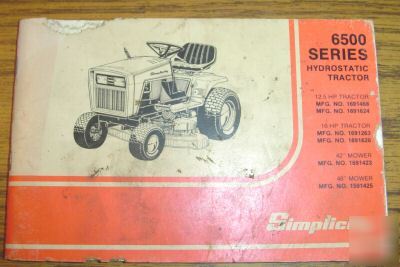 6500
SERIES
HYDROSTATIC
TRACTOR
12.5 HP TRACTOR
MFG. NO. 1691468
MFG. NO. 1691624
16 HP TRACTOR
MFG. NO. 1691263
MFG. NO. 1691626
42" MOWER
MFG. NO. 1691423
48" MOWER
MFG. NO. 1691425
Simplici